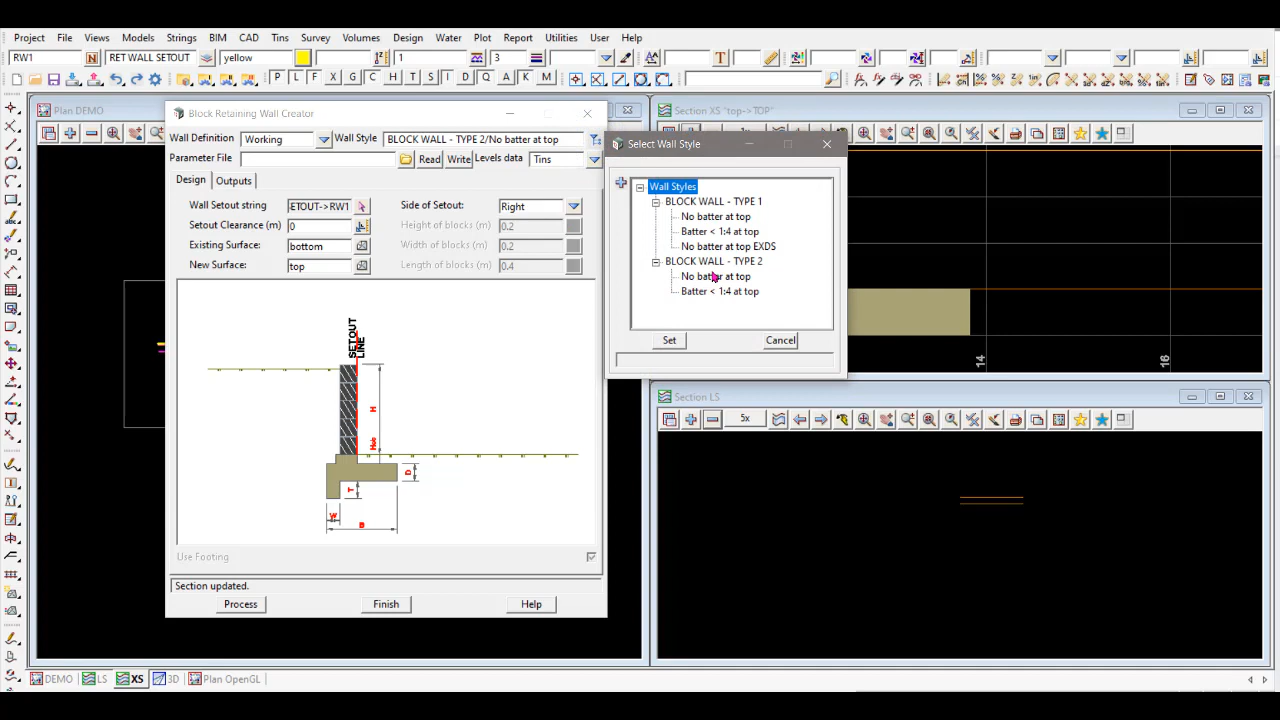 Project File Views Models Strings BIM CAD Tins Survey Volumes Design Water Plot Report Utilities User Help
RW1 N RET WALL SETOUT yellow 1 3 T
P L F X G C H T S I D Q A K M
Plan DEMO
Section XS "top->TOP"
Block Retaining Wall Creator
Wall Definition Working Wall Style BLOCK WALL - TYPE 2/No batter at top
Parameter File Read Write Levels data Tins
Design Outputs
Wall Setout string ETOUT->RW1 Side of Setout: Right
Setout Clearance (m) 0 Height of blocks (m) 0.2
Existing Surface: bottom Width of blocks (m) 0.2
New Surface: top Length of blocks (m) 0.4
SETOUT
LINE
H
Hoc
D
T
W
B
Use Footing
Section updated.
Process Finish Help
Select Wall Style
Wall Styles
BLOCK WALL - TYPE 1
No batter at top
Batter < 1:4 at top
No batter at top EXDS
BLOCK WALL - TYPE 2
No batter at top
Batter < 1:4 at top
Set Cancel
14 16
Section LS
5x
DEMO LS XS 3D Plan OpenGL